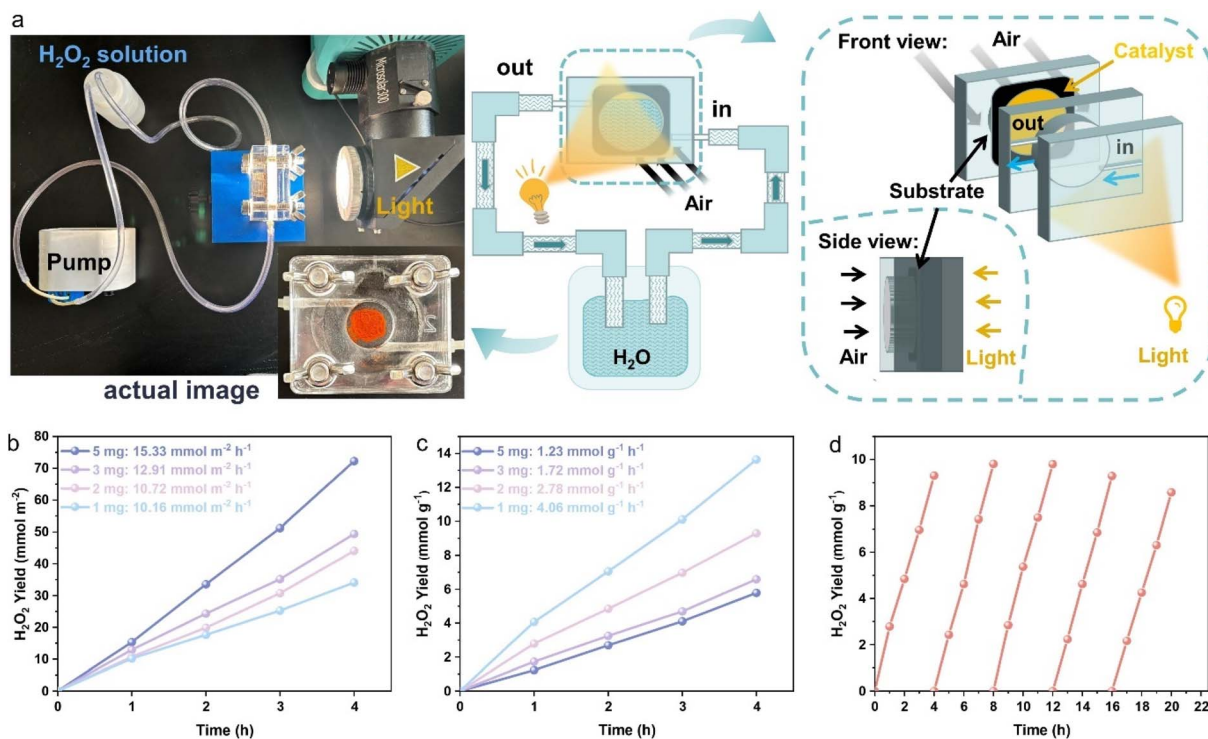 a
H₂O₂ solution
Microsolar300
Light
Pump
actual image
out
in
Air
H₂O
Front view:
Air
Catalyst
out
in
Substrate
Side view:
Air
Light
Light
b
5 mg: 15.33 mmol m⁻² h⁻¹
3 mg: 12.91 mmol m⁻² h⁻¹
2 mg: 10.72 mmol m⁻² h⁻¹
1 mg: 10.16 mmol m⁻² h⁻¹
H₂O₂ Yield (mmol m⁻²)
80
70
60
50
40
30
20
10
0
0 1 2 3 4
Time (h)
c
5 mg: 1.23 mmol g⁻¹ h⁻¹
3 mg: 1.72 mmol g⁻¹ h⁻¹
2 mg: 2.78 mmol g⁻¹ h⁻¹
1 mg: 4.06 mmol g⁻¹ h⁻¹
H₂O₂ Yield (mmol g⁻¹)
14
12
10
8
6
4
2
0
0 1 2 3 4
Time (h)
d
H₂O₂ Yield (mmol g⁻¹)
10
8
6
4
2
0
0 2 4 6 8 10 12 14 16 18 20 22
Time (h)